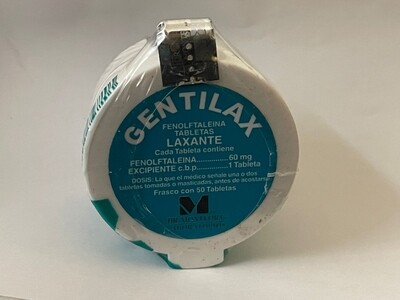 GENTILAX
FENOLFTALEINA
TABLETAS
LAXANTE
Cada Tableta contiene
FENOLFTALEINA..............60 mg
EXCIPIENTE c.b.p...........1 Tableta
DOSIS: La que el médico señale una o dos
tabletas tomadas o masticadas, antes de acostarse.
Frasco con 50 Tabletas